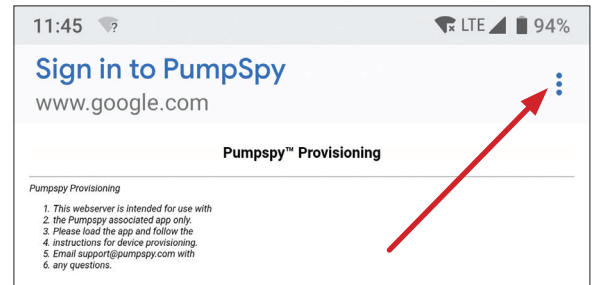 11:45
LTE 94%
Sign in to PumpSpy
www.google.com
Pumpspy™ Provisioning
Pumpspy Provisioning
1. This webserver is intended for use with
2. the Pumpspy associated app only.
3. Please load the app and follow the
4. instructions for device provisioning.
5. Email support@pumpspy.com with
6. any questions.